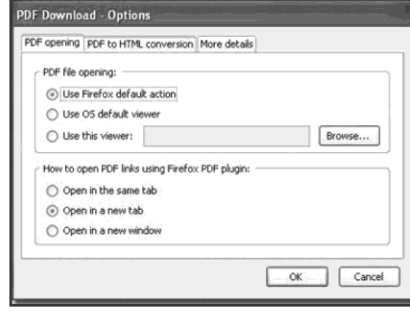 PDF Download - Options
PDF opening PDF to HTML conversion More details
PDF file opening:
Use Firefox default action
Use OS default viewer
Use this viewer: Browse...
How to open PDF links using Firefox PDF plugin:
Open in the same tab
Open in a new tab
Open in a new window
OK Cancel